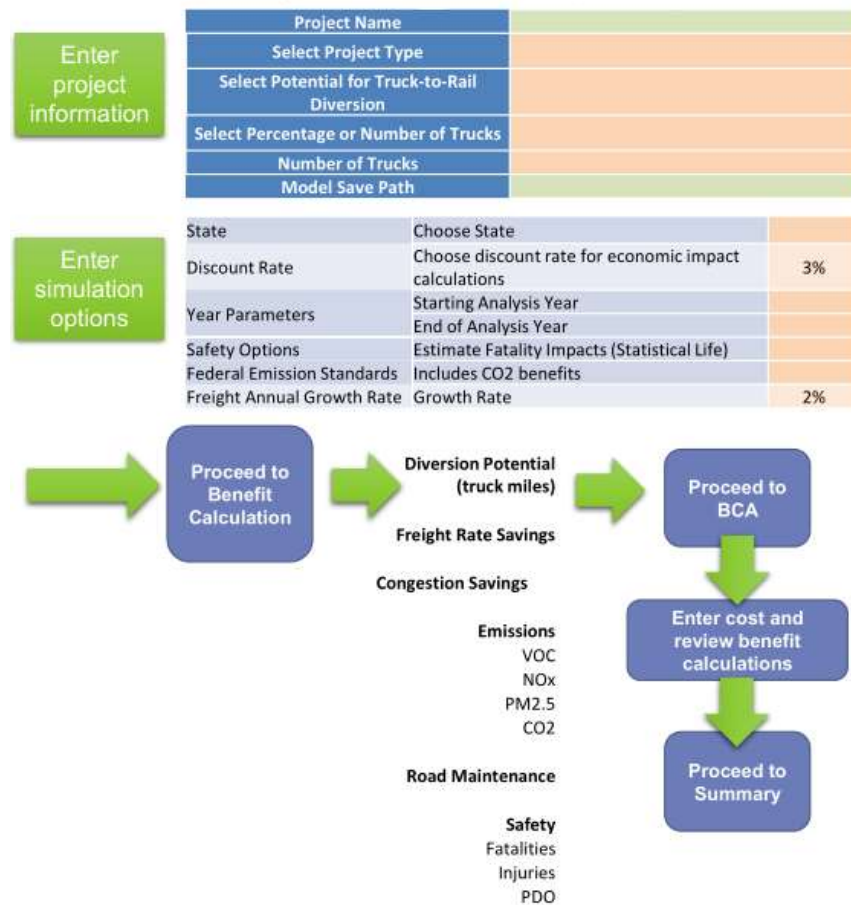 Enter
project
information
Project Name
Select Project Type
Select Potential for Truck-to-Rail
Diversion
Select Percentage or Number of Trucks
Number of Trucks
Model Save Path
Enter
simulation
options
State Choose State
Discount Rate Choose discount rate for economic impact
calculations 3%
Year Parameters Starting Analysis Year
End of Analysis Year
Safety Options Estimate Fatality Impacts (Statistical Life)
Federal Emission Standards Includes CO2 benefits
Freight Annual Growth Rate Growth Rate 2%
Proceed to
Benefit
Calculation
Diversion Potential
(truck miles)
Freight Rate Savings
Congestion Savings
Emissions
VOC
NOx
PM2.5
CO2
Road Maintenance
Safety
Fatalities
Injuries
PDO
Proceed to
BCA
Enter cost and
review benefit
calculations
Proceed to
Summary